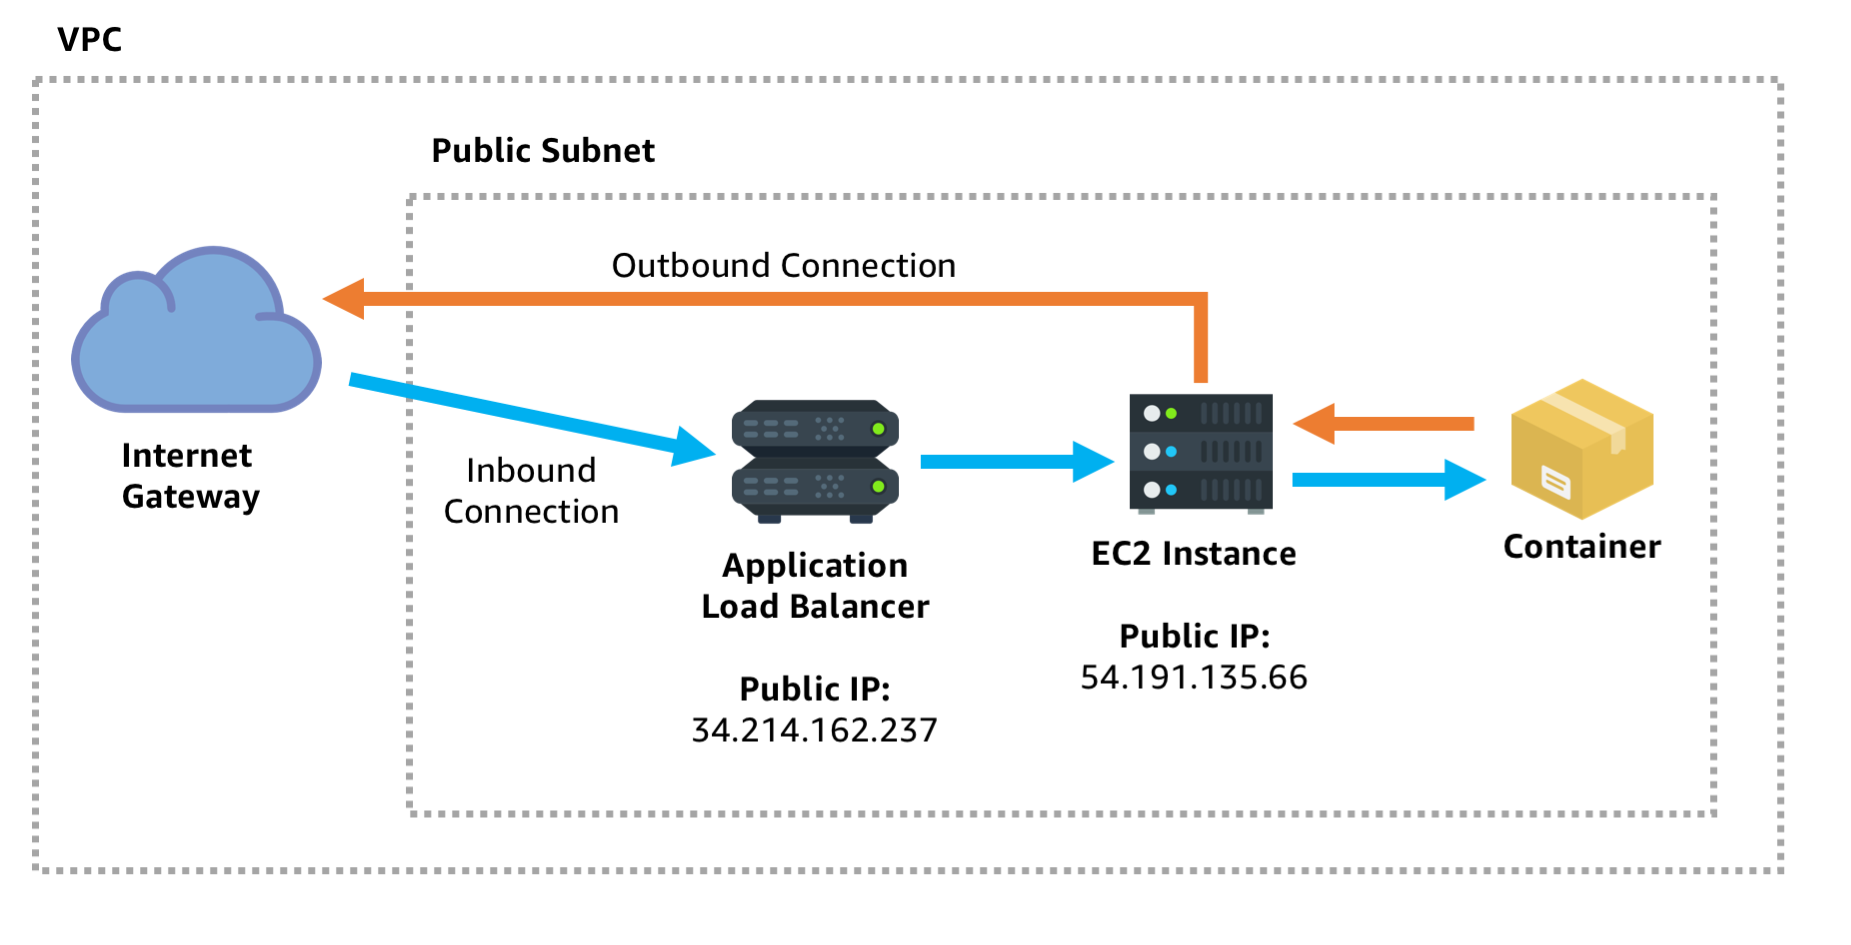 VPC
Public Subnet
Outbound Connection
Internet
Gateway
Inbound
Connection
Application
Load Balancer
Public IP:
34.214.162.237
EC2 Instance
Public IP:
54.191.135.66
Container